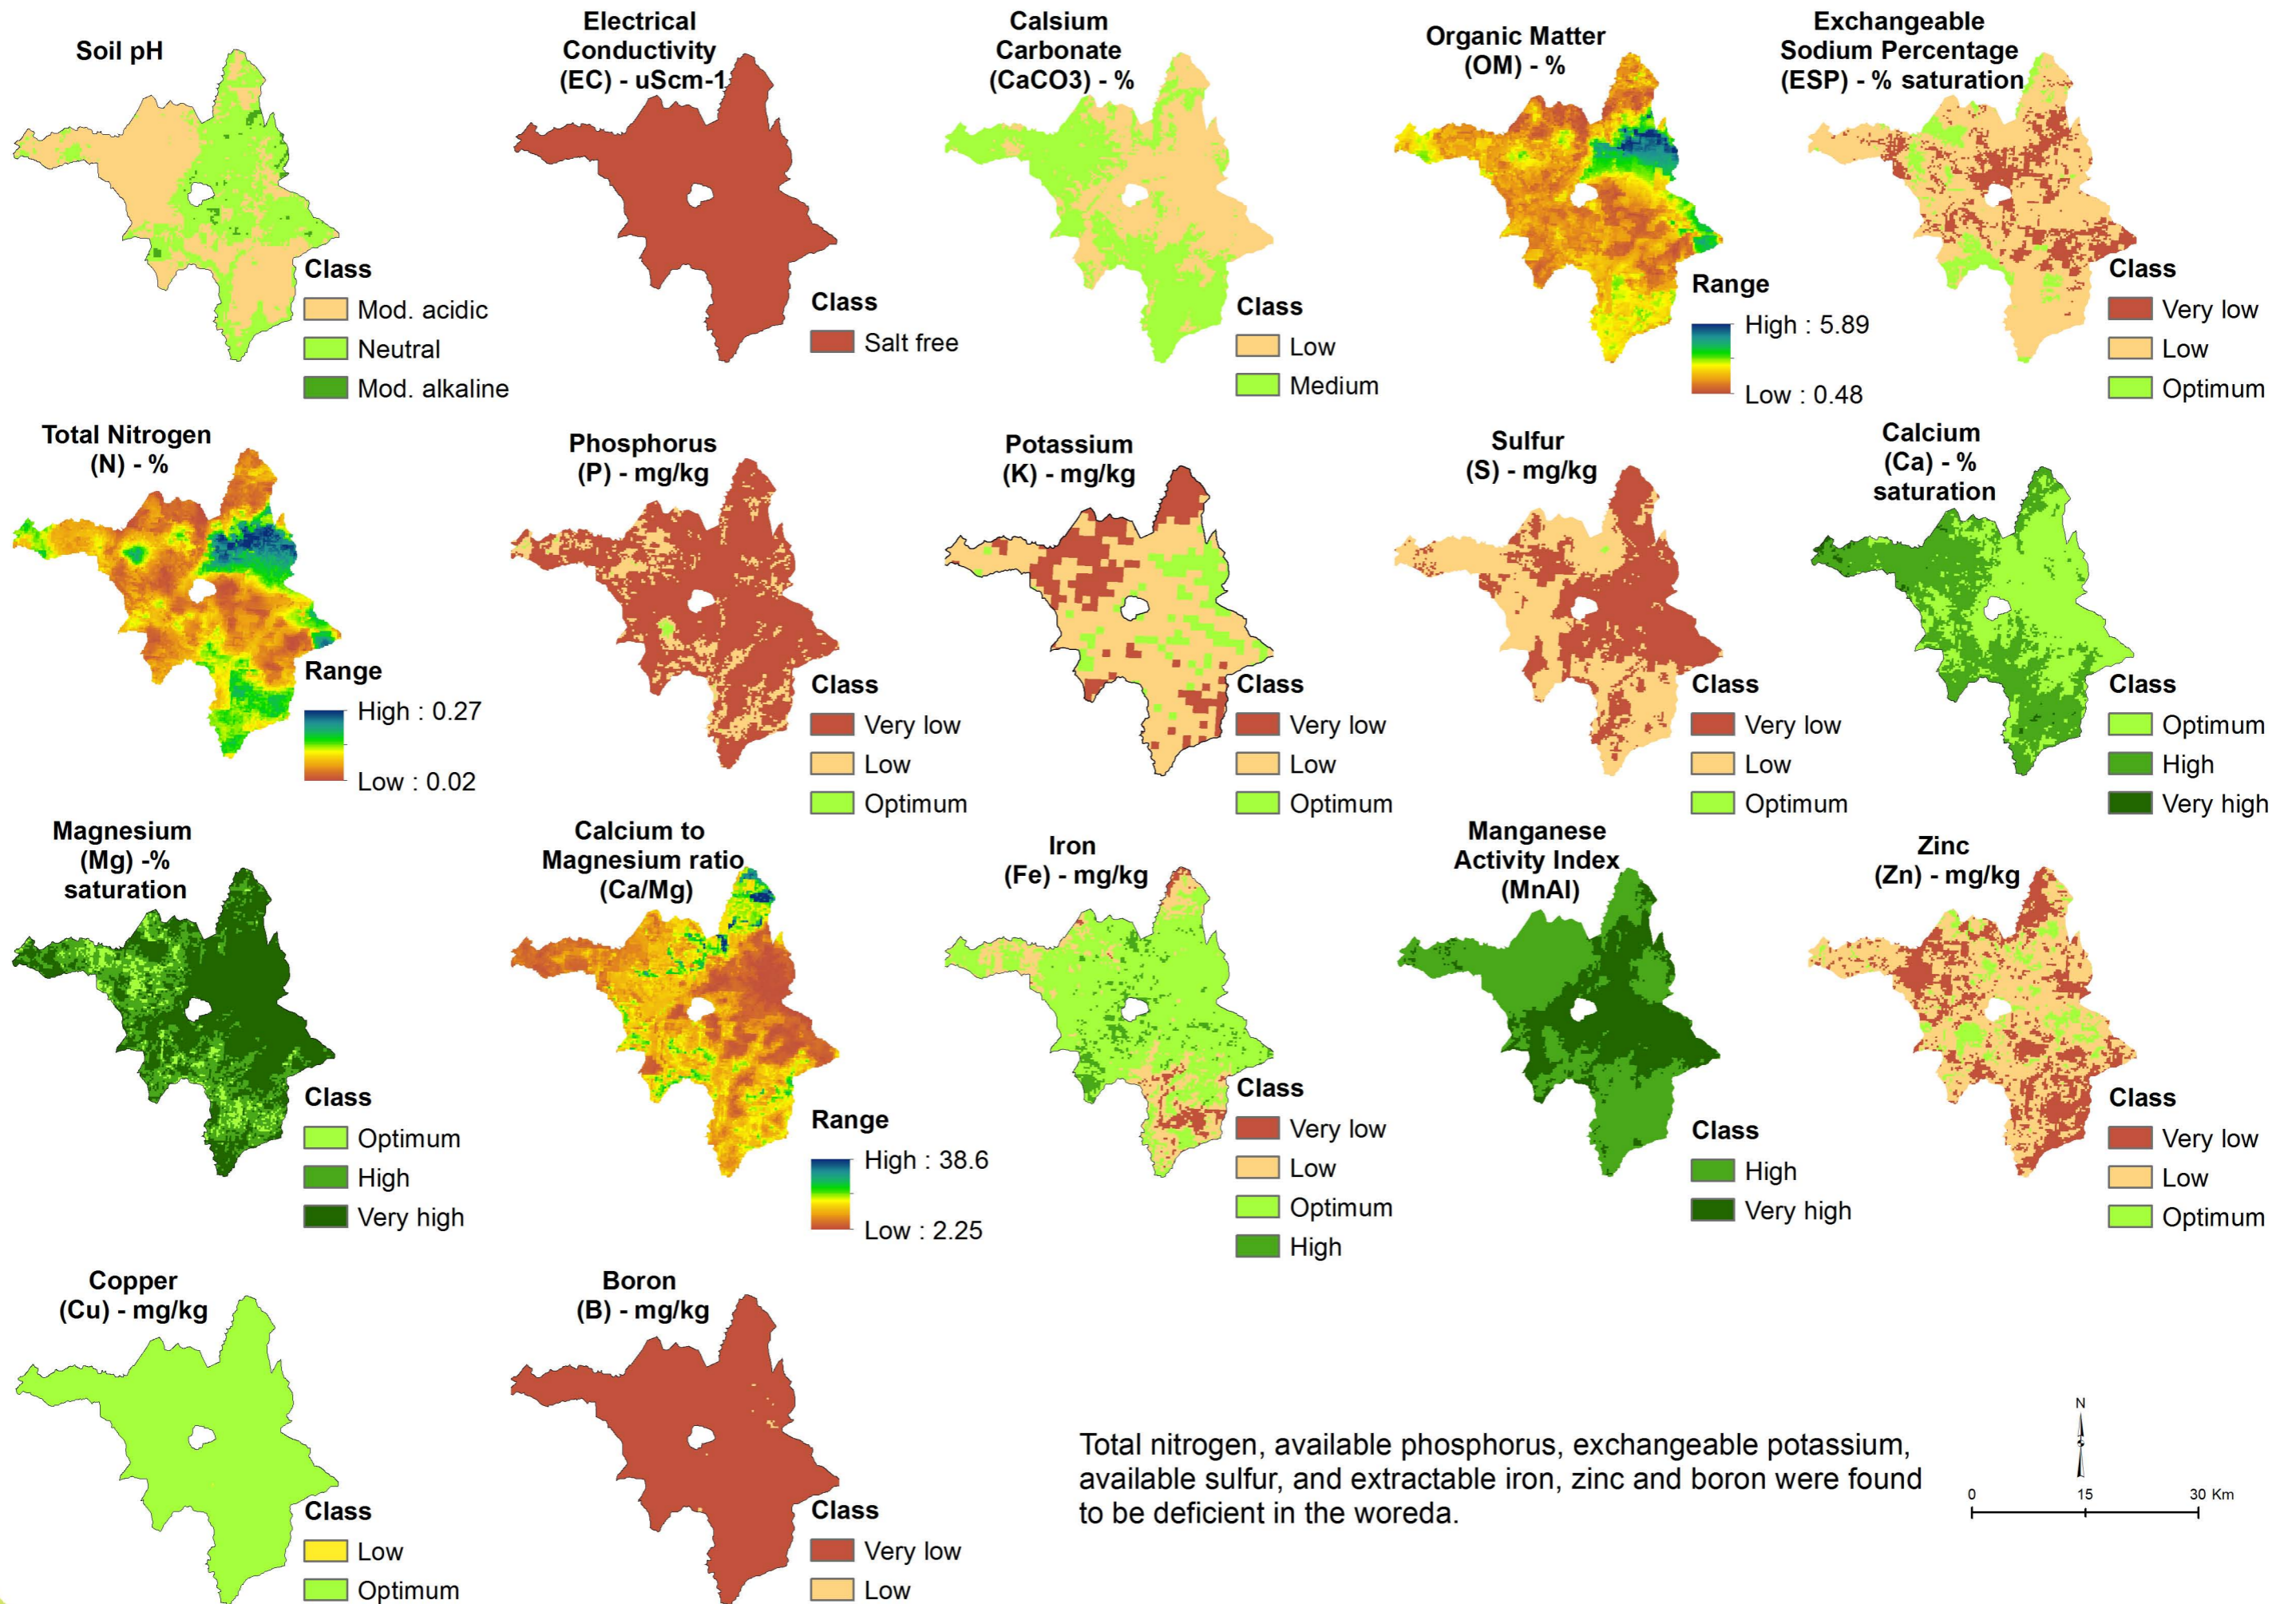 Soil pH
Class
Mod. acidic
Neutral
Mod. alkaline
Electrical
Conductivity
(EC) - uScm-1
Class
Salt free
Calsium
Carbonate
(CaCO3) - %
Class
Low
Medium
Organic Matter
(OM) - %
Range
High : 5.89
Low : 0.48
Exchangeable
Sodium Percentage
(ESP) - % saturation
Class
Very low
Low
Optimum
Total Nitrogen
(N) - %
Range
High : 0.27
Low : 0.02
Phosphorus
(P) - mg/kg
Class
Very low
Low
Optimum
Potassium
(K) - mg/kg
Class
Very low
Low
Optimum
Sulfur
(S) - mg/kg
Class
Very low
Low
Optimum
Calcium
(Ca) - %
saturation
Class
Optimum
High
Very high
Magnesium
(Mg) -%
saturation
Class
Optimum
High
Very high
Calcium to
Magnesium ratio
(Ca/Mg)
Range
High : 38.6
Low : 2.25
Iron
(Fe) - mg/kg
Class
Very low
Low
Optimum
High
Manganese
Activity Index
(MnAI)
Class
High
Very high
Zinc
(Zn) - mg/kg
Class
Very low
Low
Optimum
Copper
(Cu) - mg/kg
Class
Low
Optimum
Boron
(B) - mg/kg
Class
Very low
Low
Total nitrogen, available phosphorus, exchangeable potassium,
available sulfur, and extractable iron, zinc and boron were found
to be deficient in the woreda.
N
0 15 30 Km